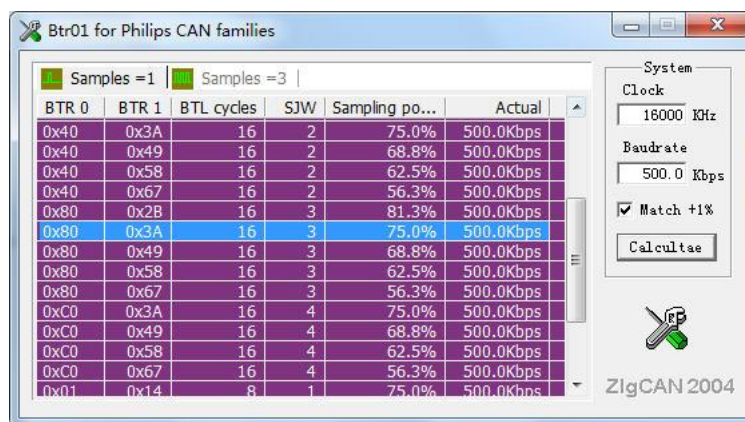 Btr01 for Philips CAN families
Samples =1 Samples =3
BTR 0 BTR 1 BTL cycles SJW Sampling po... Actual
0x40 0x3A 16 2 75.0% 500.0Kbps
0x40 0x49 16 2 68.8% 500.0Kbps
0x40 0x58 16 2 62.5% 500.0Kbps
0x40 0x67 16 2 56.3% 500.0Kbps
0x80 0x2B 16 3 81.3% 500.0Kbps
0x80 0x3A 16 3 75.0% 500.0Kbps
0x80 0x49 16 3 68.8% 500.0Kbps
0x80 0x58 16 3 62.5% 500.0Kbps
0x80 0x67 16 3 56.3% 500.0Kbps
0xC0 0x3A 16 4 75.0% 500.0Kbps
0xC0 0x49 16 4 68.8% 500.0Kbps
0xC0 0x58 16 4 62.5% 500.0Kbps
0xC0 0x67 16 4 56.3% 500.0Kbps
0x01 0x14 8 1 75.0% 500.0Kbps
System
Clock
16000 KHz
Baudrate
500.0 Kbps
Match +1%
Calcultae
ZlgCAN 2004